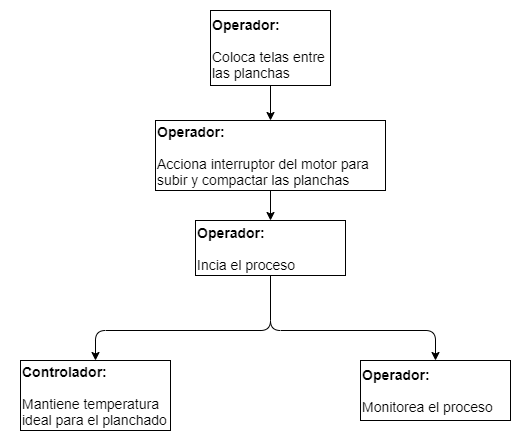 Operador:
Coloca telas entre
las planchas
Operador:
Acciona interruptor del motor para
subir y compactar las planchas
Operador:
Incia el proceso
Controlador:
Mantiene temperatura
ideal para el planchado
Operador:
Monitorea el proceso